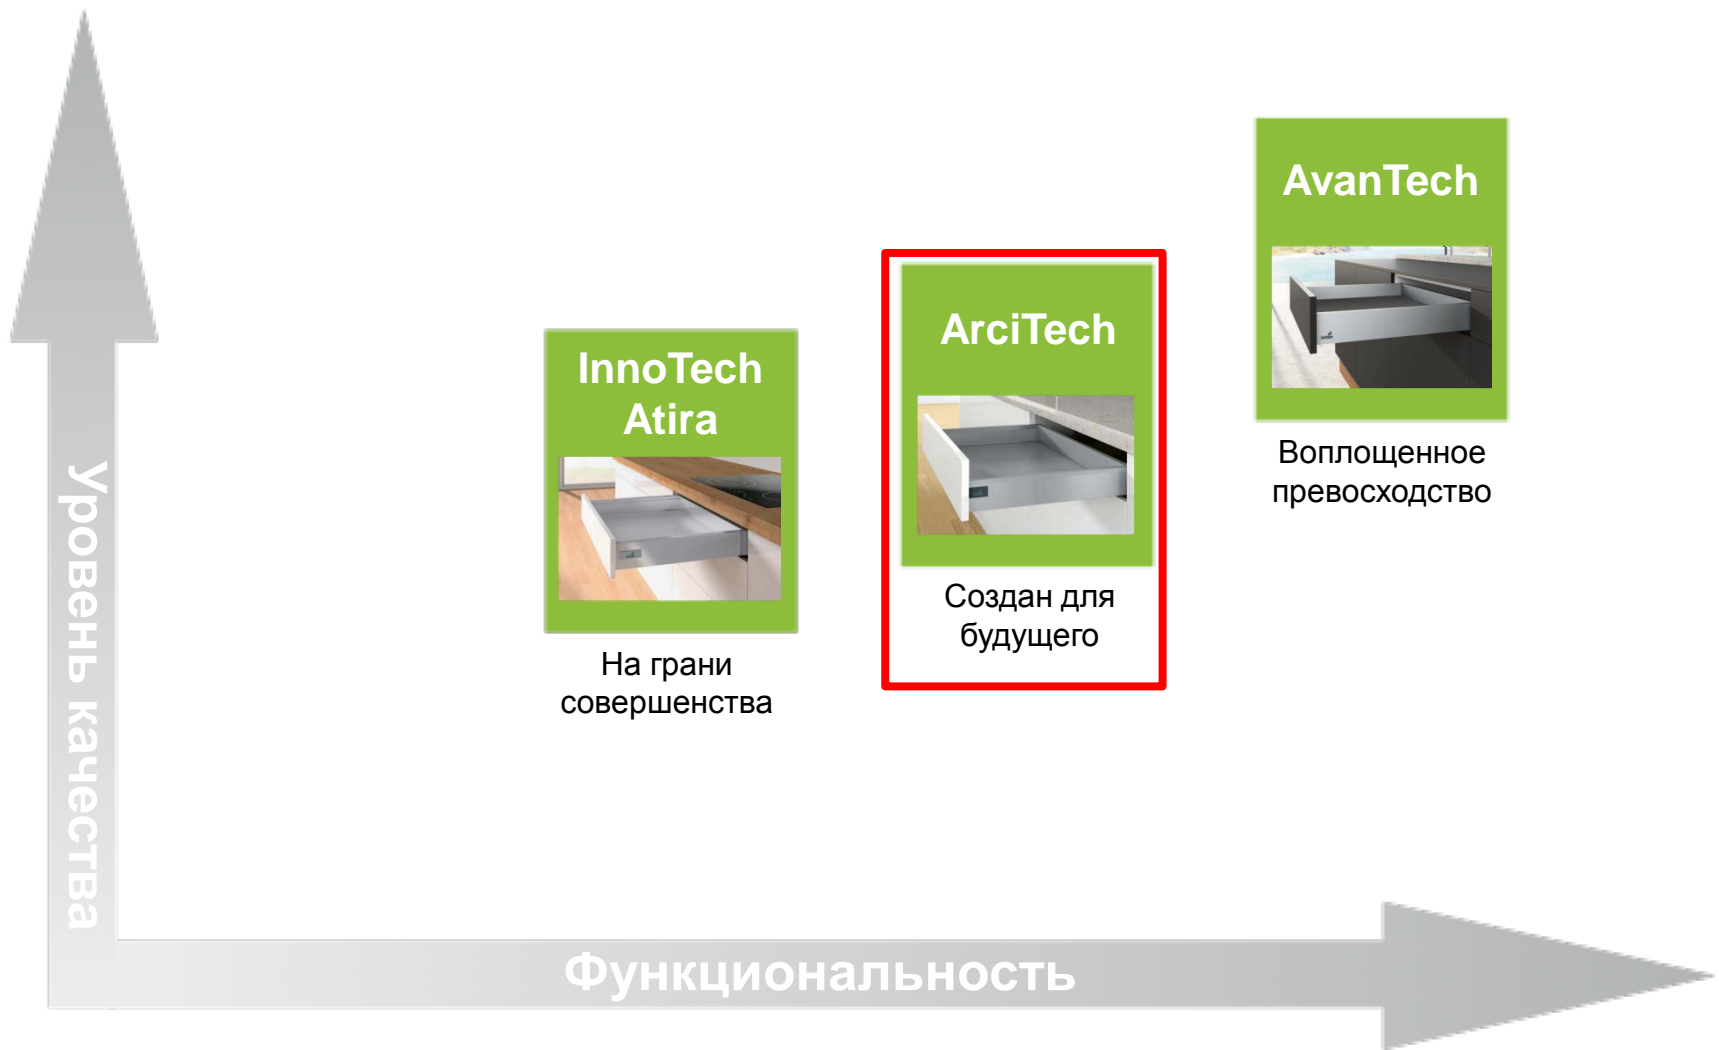 AvanTech
Воплощенное
превосходство
ArciTech
Создан для
будущего
InnoTech
Atira
На грани
совершенства
Уровень качества
Функциональность